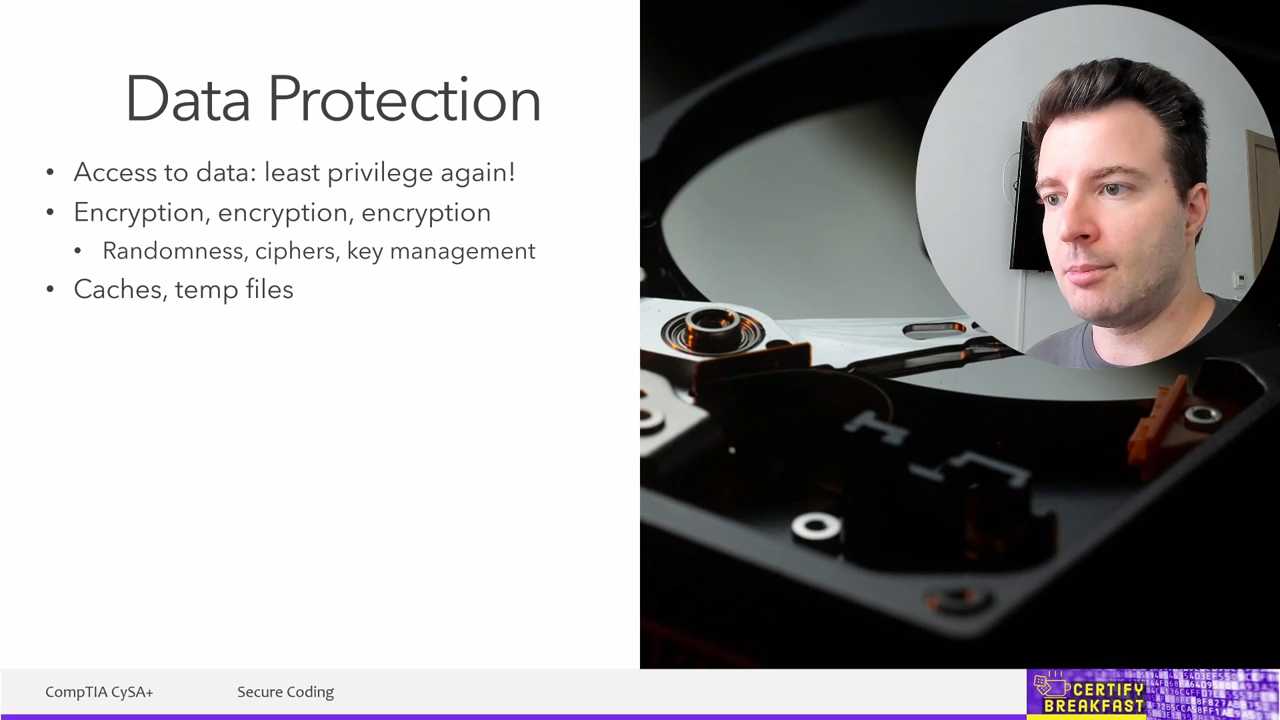 Data Protection
• Access to data: least privilege again!
• Encryption, encryption, encryption
• Randomness, ciphers, key management
• Caches, temp files
CompTIA CySA+
Secure Coding
CERTIFY
BREAKFAST